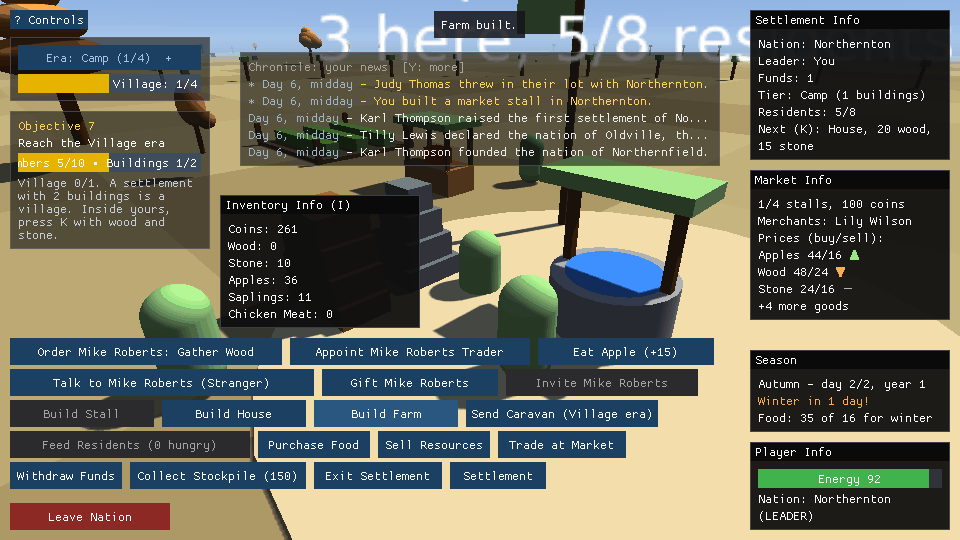 ? Controls
Era: Camp (1/4) +
Village: 1/4
Objective 7
Reach the Village era
mbers 5/10 • Buildings 1/2
Village 0/1. A settlement
with 2 buildings is a
village. Inside yours,
press K with wood and
stone.
3 here, 5/8 res
Farm built.
Chronicle: your news [Y: more]
* Day 6, midday – Judy Thomas threw in their lot with Northernton.
* Day 6, midday – You built a market stall in Northernton.
Day 6, midday – Karl Thompson raised the first settlement of No...
Day 6, midday – Tilly Lewis declared the nation of Oldville, th...
Day 6, midday – Karl Thompson founded the nation of Northernfield.
Inventory Info (I)
Coins: 261
Wood: 0
Stone: 10
Apples: 36
Saplings: 11
Chicken Meat: 0
Order Mike Roberts: Gather Wood
Appoint Mike Roberts Trader
Eat Apple (+15)
Talk to Mike Roberts (Stranger)
Gift Mike Roberts
Invite Mike Roberts
Build Stall
Build House
Build Farm
Send Caravan (Village era)
Feed Residents (0 hungry)
Purchase Food
Sell Resources
Trade at Market
Withdraw Funds
Collect Stockpile (150)
Exit Settlement
Settlement
Leave Nation
Settlement Info
Nation: Northernton
Leader: You
Funds: 1
Tier: Camp (1 buildings)
Residents: 5/8
Next (K): House, 20 wood,
15 stone
Market Info
1/4 stalls, 100 coins
Merchants: Lily Wilson
Prices (buy/sell):
Apples 44/16 ▲
Wood 48/24 ▼
Stone 24/16 –
+4 more goods
Season
Autumn – day 2/2, year 1
Winter in 1 day!
Food: 35 of 16 for winter
Player Info
Energy 92
Nation: Northernton
(LEADER)